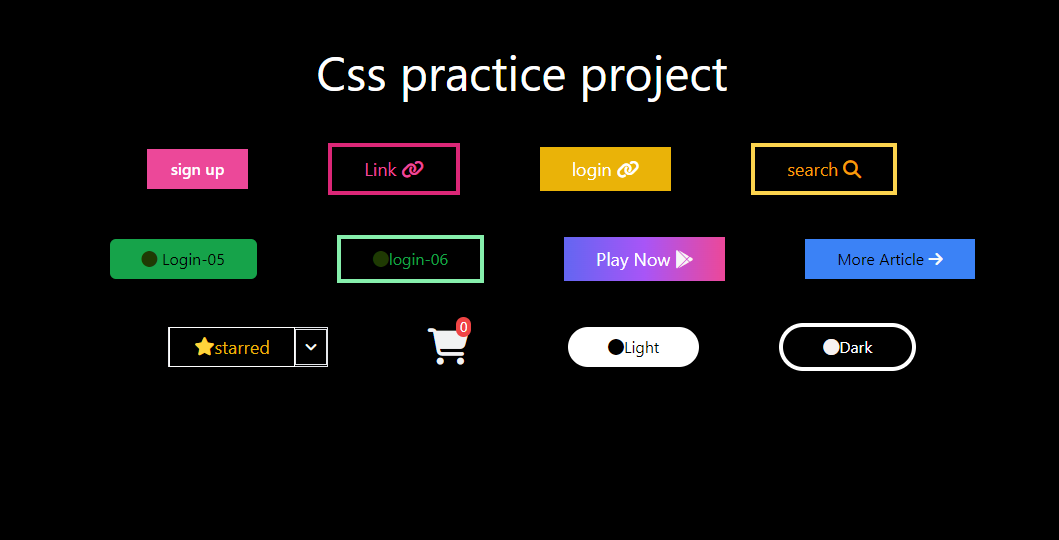 Css practice project
sign up
Link
login
search
Login-05
login-06
Play Now
More Article
starred
0
Light
Dark